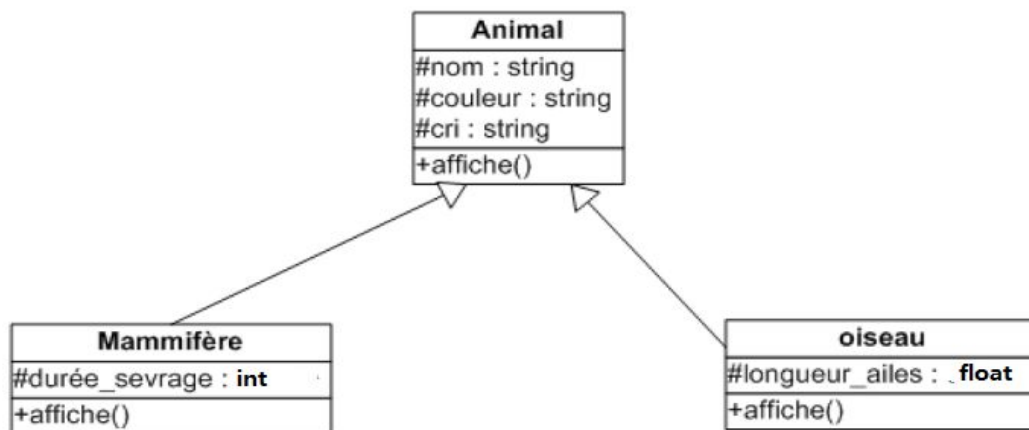 Animal
#nom : string
#couleur : string
#cri : string
+affiche()
Mammifère
#durée_sevrage : int
+affiche()
oiseau
#longueur_ailes : float
+affiche()